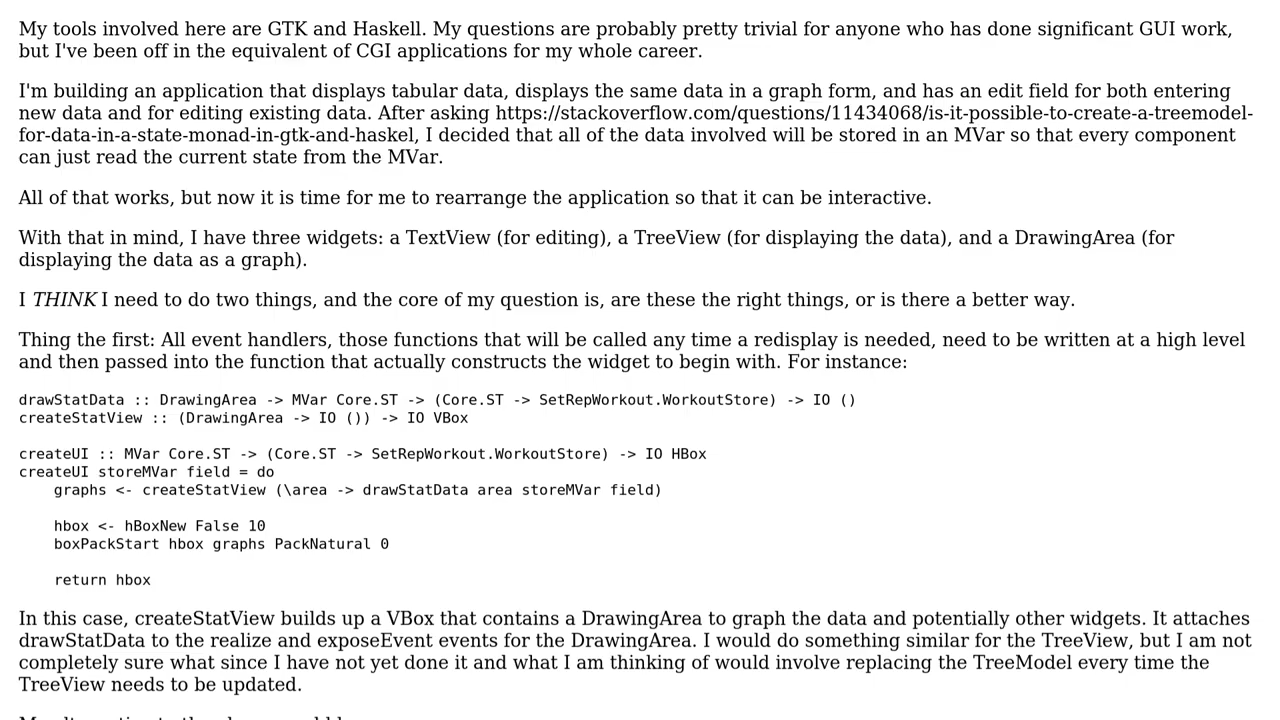 My tools involved here are GTK and Haskell. My questions are probably pretty trivial for anyone who has done significant GUI work,
but I've been off in the equivalent of CGI applications for my whole career.
I'm building an application that displays tabular data, displays the same data in a graph form, and has an edit field for both entering
new data and for editing existing data. After asking https://stackoverflow.com/questions/11434068/is-it-possible-to-create-a-treemodel-
for-data-in-a-state-monad-in-gtk-and-haskel, I decided that all of the data involved will be stored in an MVar so that every component
can just read the current state from the MVar.
All of that works, but now it is time for me to rearrange the application so that it can be interactive.
With that in mind, I have three widgets: a TextView (for editing), a TreeView (for displaying the data), and a DrawingArea (for
displaying the data as a graph).
I THINK I need to do two things, and the core of my question is, are these the right things, or is there a better way.
Thing the first: All event handlers, those functions that will be called any time a redisplay is needed, need to be written at a high level
and then passed into the function that actually constructs the widget to begin with. For instance:
drawStatData :: DrawingArea -> MVar Core.ST -> (Core.ST -> SetRepWorkout.WorkoutStore) -> IO ()
createStatView :: (DrawingArea -> IO ()) -> IO VBox
createUI :: MVar Core.ST -> (Core.ST -> SetRepWorkout.WorkoutStore) -> IO HBox
createUI storeMVar field = do
    graphs <- createStatView (\area -> drawStatData area storeMVar field)
    hbox <- hBoxNew False 10
    boxPackStart hbox graphs PackNatural 0
    return hbox
In this case, createStatView builds up a VBox that contains a DrawingArea to graph the data and potentially other widgets. It attaches
drawStatData to the realize and exposeEvent events for the DrawingArea. I would do something similar for the TreeView, but I am not
completely sure what since I have not yet done it and what I am thinking of would involve replacing the TreeModel every time the
TreeView needs to be updated.